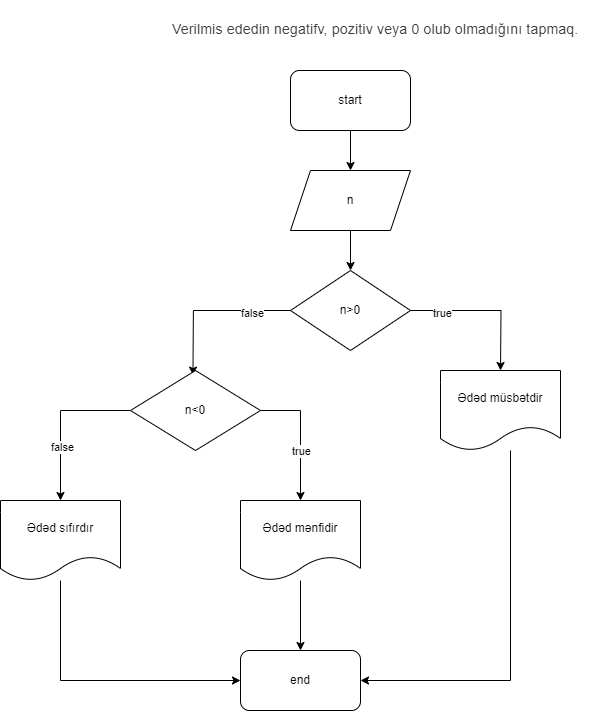 Verilmis ededin negatifv, pozitiv veya 0 olub olmadığını tapmaq.
start
n
n>0
false
true
Ədəd müsbətdir
n<0
false
true
Ədəd sıfırdır
Ədəd mənfidir
end